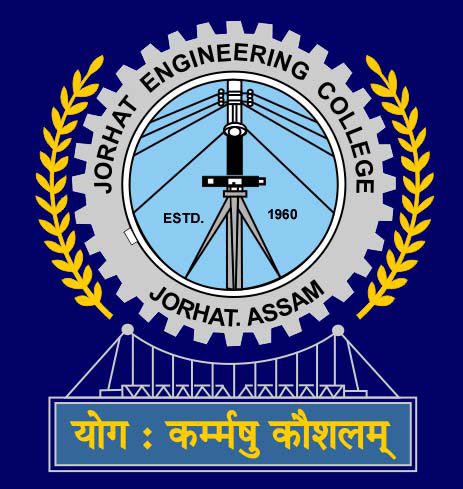 JORHAT ENGINEERING COLLEGE
ESTD. 1960
JORHAT. ASSAM
योग : कर्म्मषु कौशलम्